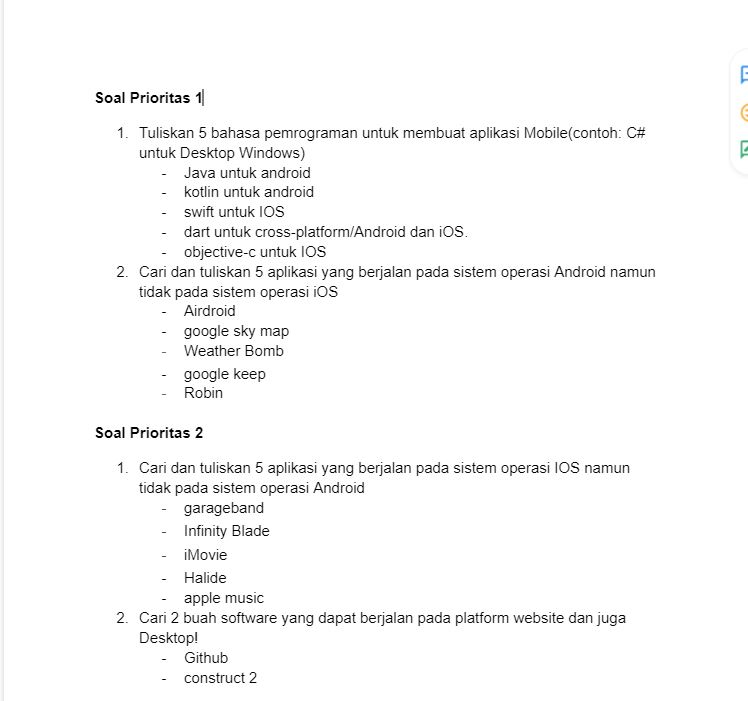 Soal Prioritas 1
1. Tuliskan 5 bahasa pemrograman untuk membuat aplikasi Mobile(contoh: C#
untuk Desktop Windows)
- Java untuk android
- kotlin untuk android
- swift untuk IOS
- dart untuk cross-platform/Android dan iOS.
- objective-c untuk IOS
2. Cari dan tuliskan 5 aplikasi yang berjalan pada sistem operasi Android namun
tidak pada sistem operasi iOS
- Airdroid
- google sky map
- Weather Bomb
- google keep
- Robin
Soal Prioritas 2
1. Cari dan tuliskan 5 aplikasi yang berjalan pada sistem operasi IOS namun
tidak pada sistem operasi Android
- garageband
- Infinity Blade
- iMovie
- Halide
- apple music
2. Cari 2 buah software yang dapat berjalan pada platform website dan juga
Desktop!
- Github
- construct 2